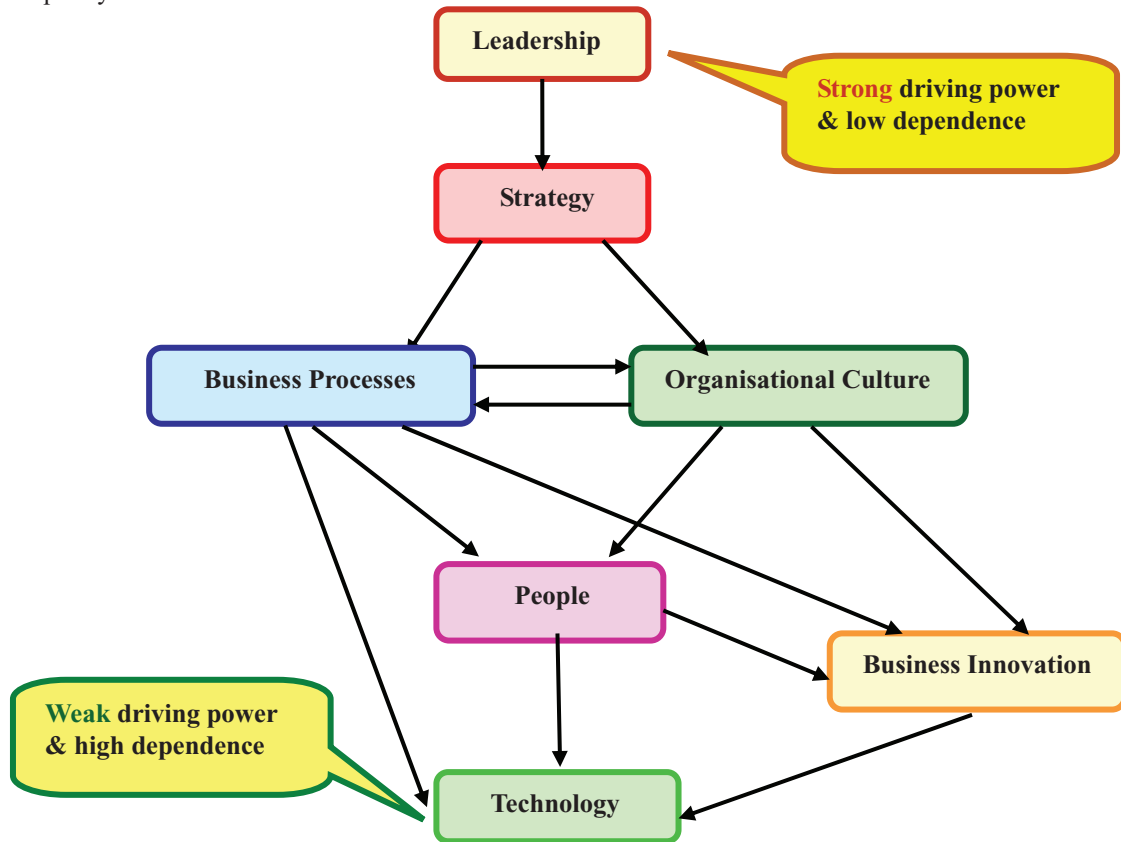 Leadership
Strong driving power
& low dependence
Strategy
Business Processes
Organisational Culture
People
Business Innovation
Weak driving power
& high dependence
Technology